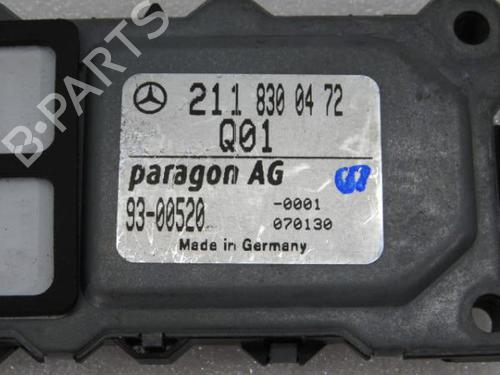 B-PARTS
211 830 04 72
Q01
paragon AG
93-00520
-0001
070130
Made in Germany